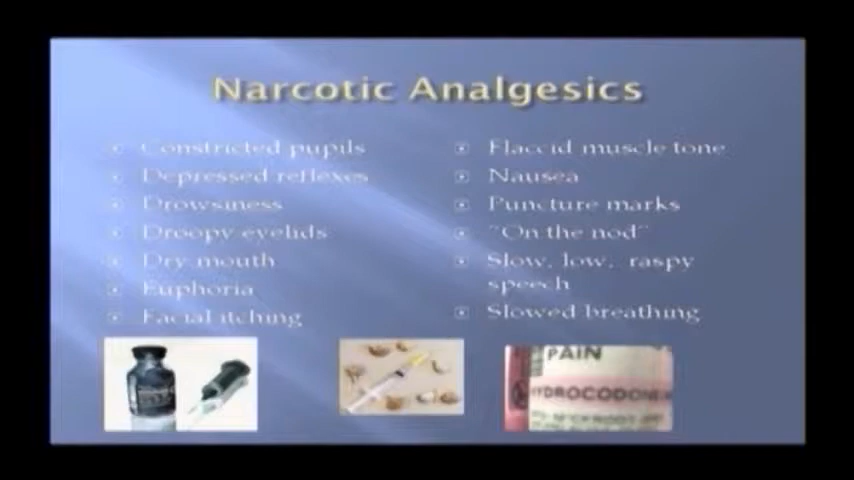 Narcotic Analgesics
Constricted pupils
Depressed reflexes
Drowsiness
Droopy eyelids
Dry mouth
Euphoria
Facial itching
Flaccid muscle tone
Nausea
Puncture marks
"On the nod"
Slow, low, raspy
speech
Slowed breathing
PAIN
HYDROCODONE